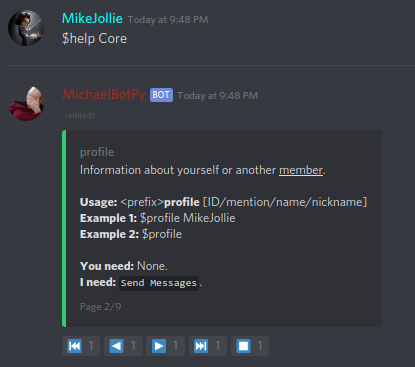 MikeJollie Today at 9:48 PM
$help Core
MichaelBotPy BOT Today at 9:48 PM
(edited)
profile
Information about yourself or another member.
Usage: <prefix>profile [ID/mention/name/nickname]
Example 1: $profile MikeJollie
Example 2: $profile
You need: None.
I need: Send Messages.
Page 2/9
1 1 1 1 1